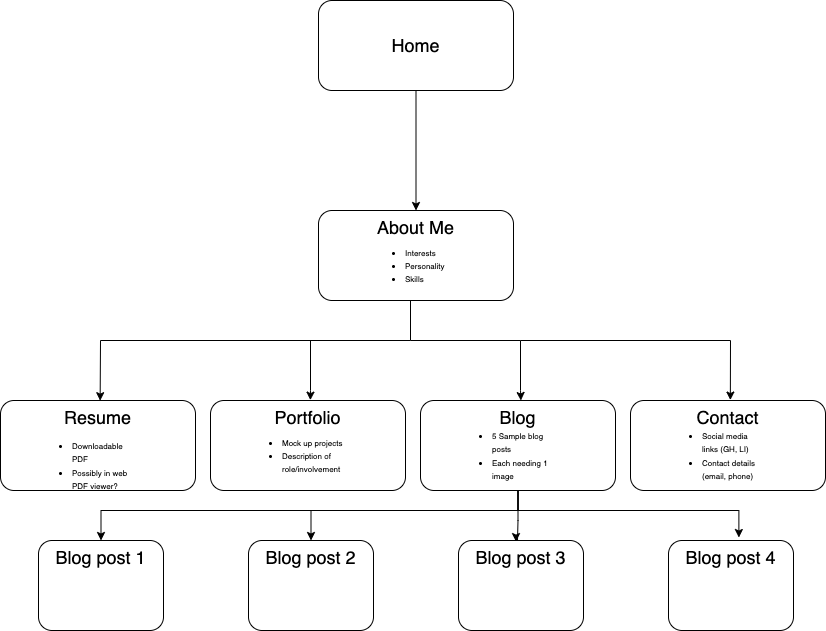 Home
About Me
• Interests
• Personality
• Skills
Resume
• Downloadable
PDF
• Possibly in web
PDF viewer?
Portfolio
• Mock up projects
• Description of
role/involvement
Blog
• 5 Sample blog
posts
• Each needing 1
image
Contact
• Social media
links (GH, LI)
• Contact details
(email, phone)
Blog post 1
Blog post 2
Blog post 3
Blog post 4